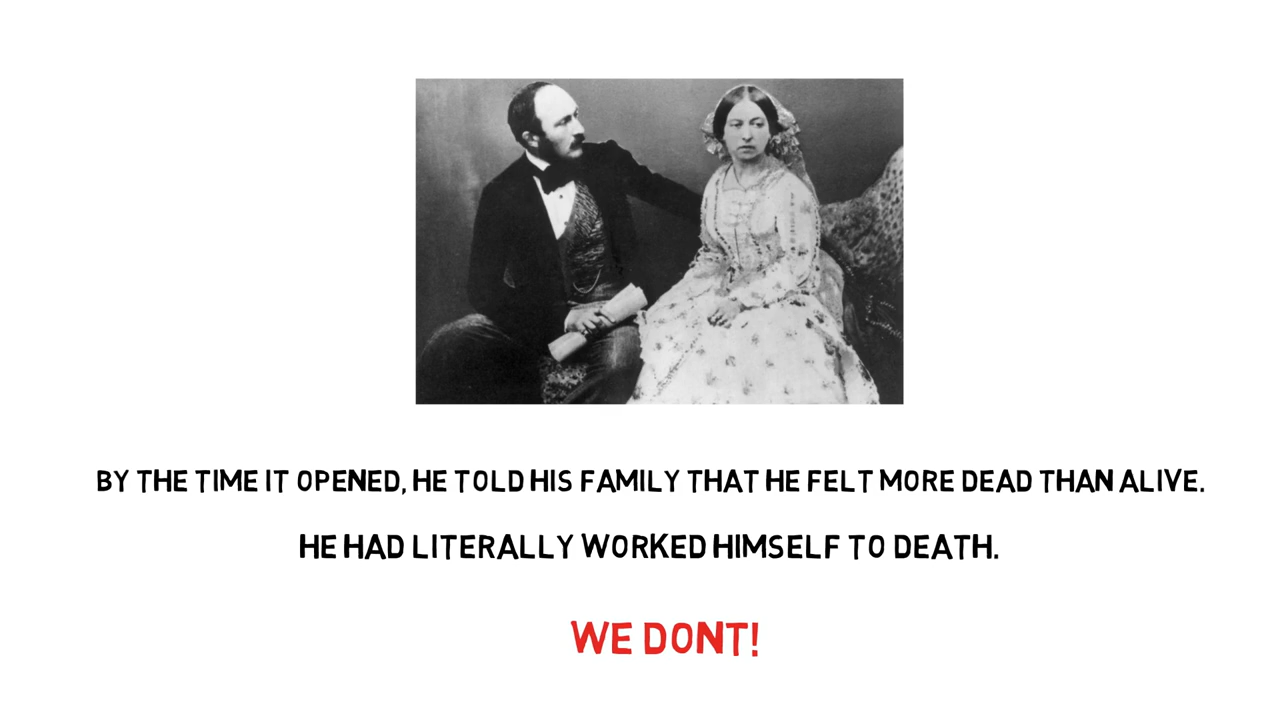 BY THE TIME IT OPENED, HE TOLD HIS FAMILY THAT HE FELT MORE DEAD THAN ALIVE.
HE HAD LITERALLY WORKED HIMSELF TO DEATH.
WE DONT!